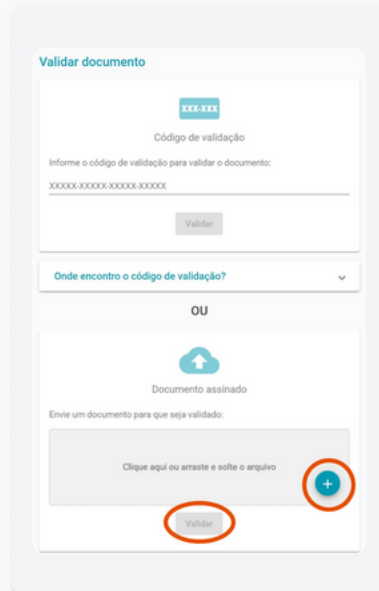 Validar documento
XXX-XXX
Código de validação
Informe o código de validação para validar o documento:
XXXXX-XXXXX-XXXXX-XXXXX
Validar
Onde encontro o código de validação?
OU
Documento assinado
Envie um documento para que seja validado:
Clique aqui ou arraste e solte o arquivo
+
Validar